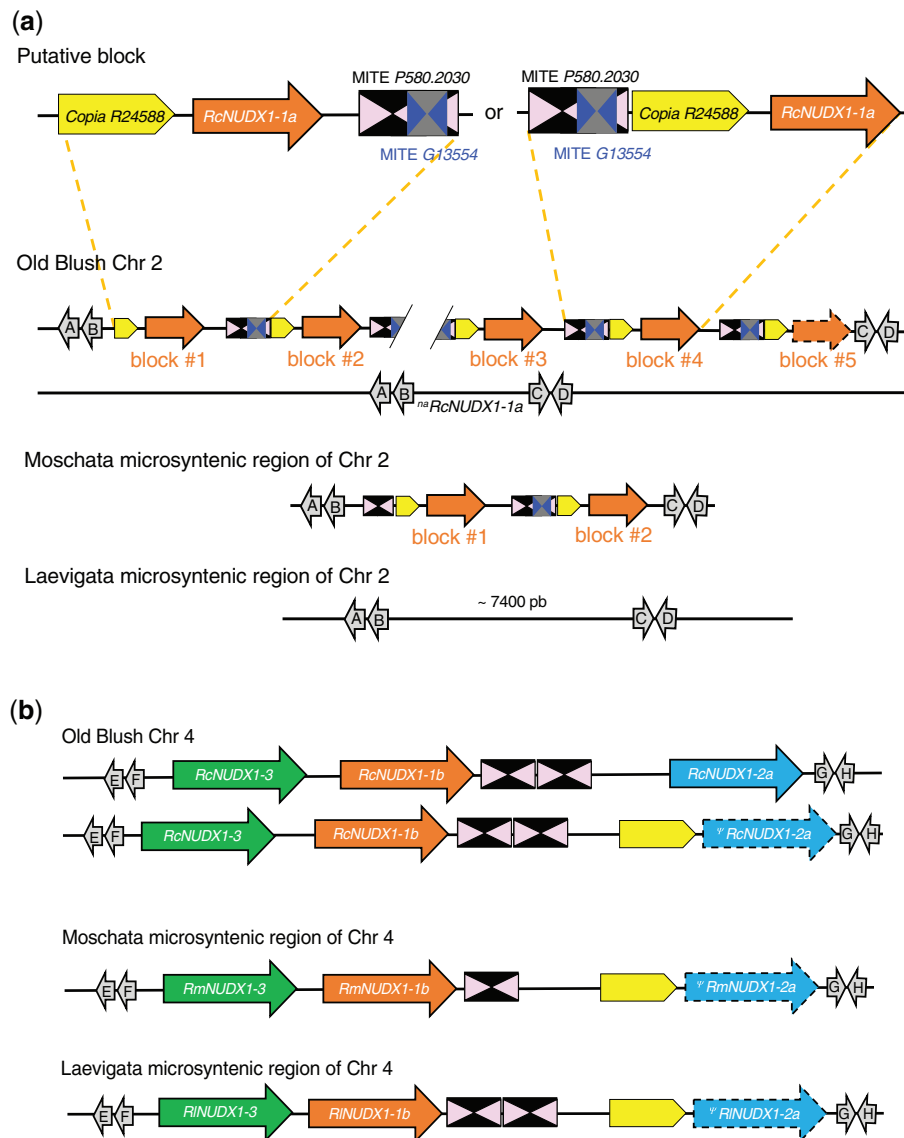 (a)
Putative block
MITE P580.2030
MITE P580.2030
Copia R24588
RcNUDX1-1a
or
Copia R24588
RcNUDX1-1a
MITE G13554
MITE G13554
Old Blush Chr 2
A B
C D
block #1
block #2
block #3
block #4
block #5
A B
naRcNUDX1-1a
C D
Moschata microsyntenic region of Chr 2
A B
C D
block #1
block #2
Laevigata microsyntenic region of Chr 2
~ 7400 pb
A B
C D
(b)
Old Blush Chr 4
E F
RcNUDX1-3
RcNUDX1-1b
RcNUDX1-2a
G H
E F
RcNUDX1-3
RcNUDX1-1b
Ψ RcNUDX1-2a
G H
Moschata microsyntenic region of Chr 4
E F
RmNUDX1-3
RmNUDX1-1b
Ψ RmNUDX1-2a
G H
Laevigata microsyntenic region of Chr 4
E F
RlNUDX1-3
RlNUDX1-1b
Ψ RlNUDX1-2a
G H